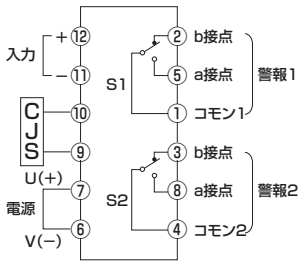 入力
+ ⑫
− ⑪
CJS
⑩
⑨
電源
U(+)
⑦
V(−)
⑥
S1
② b接点
⑤ a接点
① コモン1
警報1
S2
③ b接点
⑧ a接点
④ コモン2
警報2